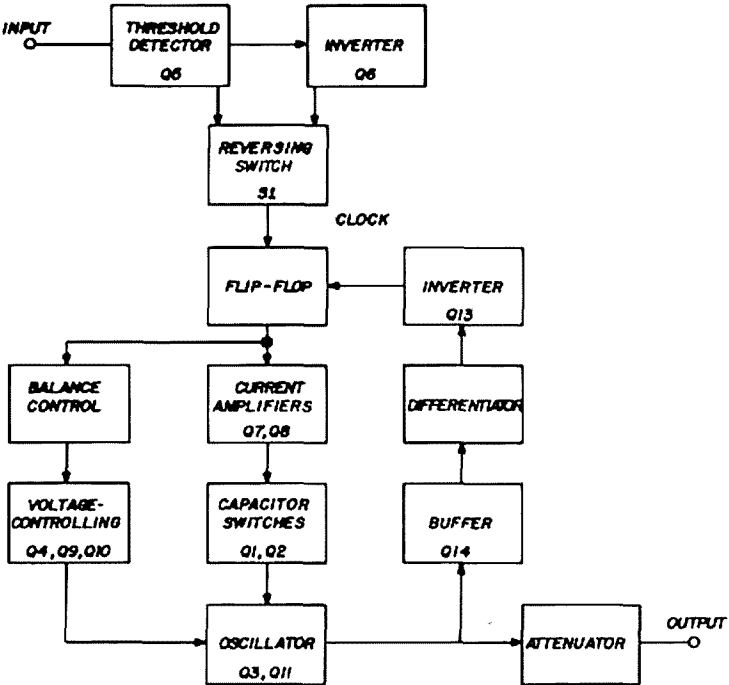 INPUT
THRESHOLD
DETECTOR
Q5
INVERTER
Q6
REVERSING
SWITCH
S1
CLOCK
FLIP-FLOP
INVERTER
Q13
BALANCE
CONTROL
CURRENT
AMPLIFIERS
Q7,Q8
DIFFERENTIATOR
VOLTAGE-
CONTROLLING
Q4,Q9,Q10
CAPACITOR
SWITCHES
Q1,Q2
BUFFER
Q14
OSCILLATOR
Q3,Q11
ATTENUATOR
OUTPUT